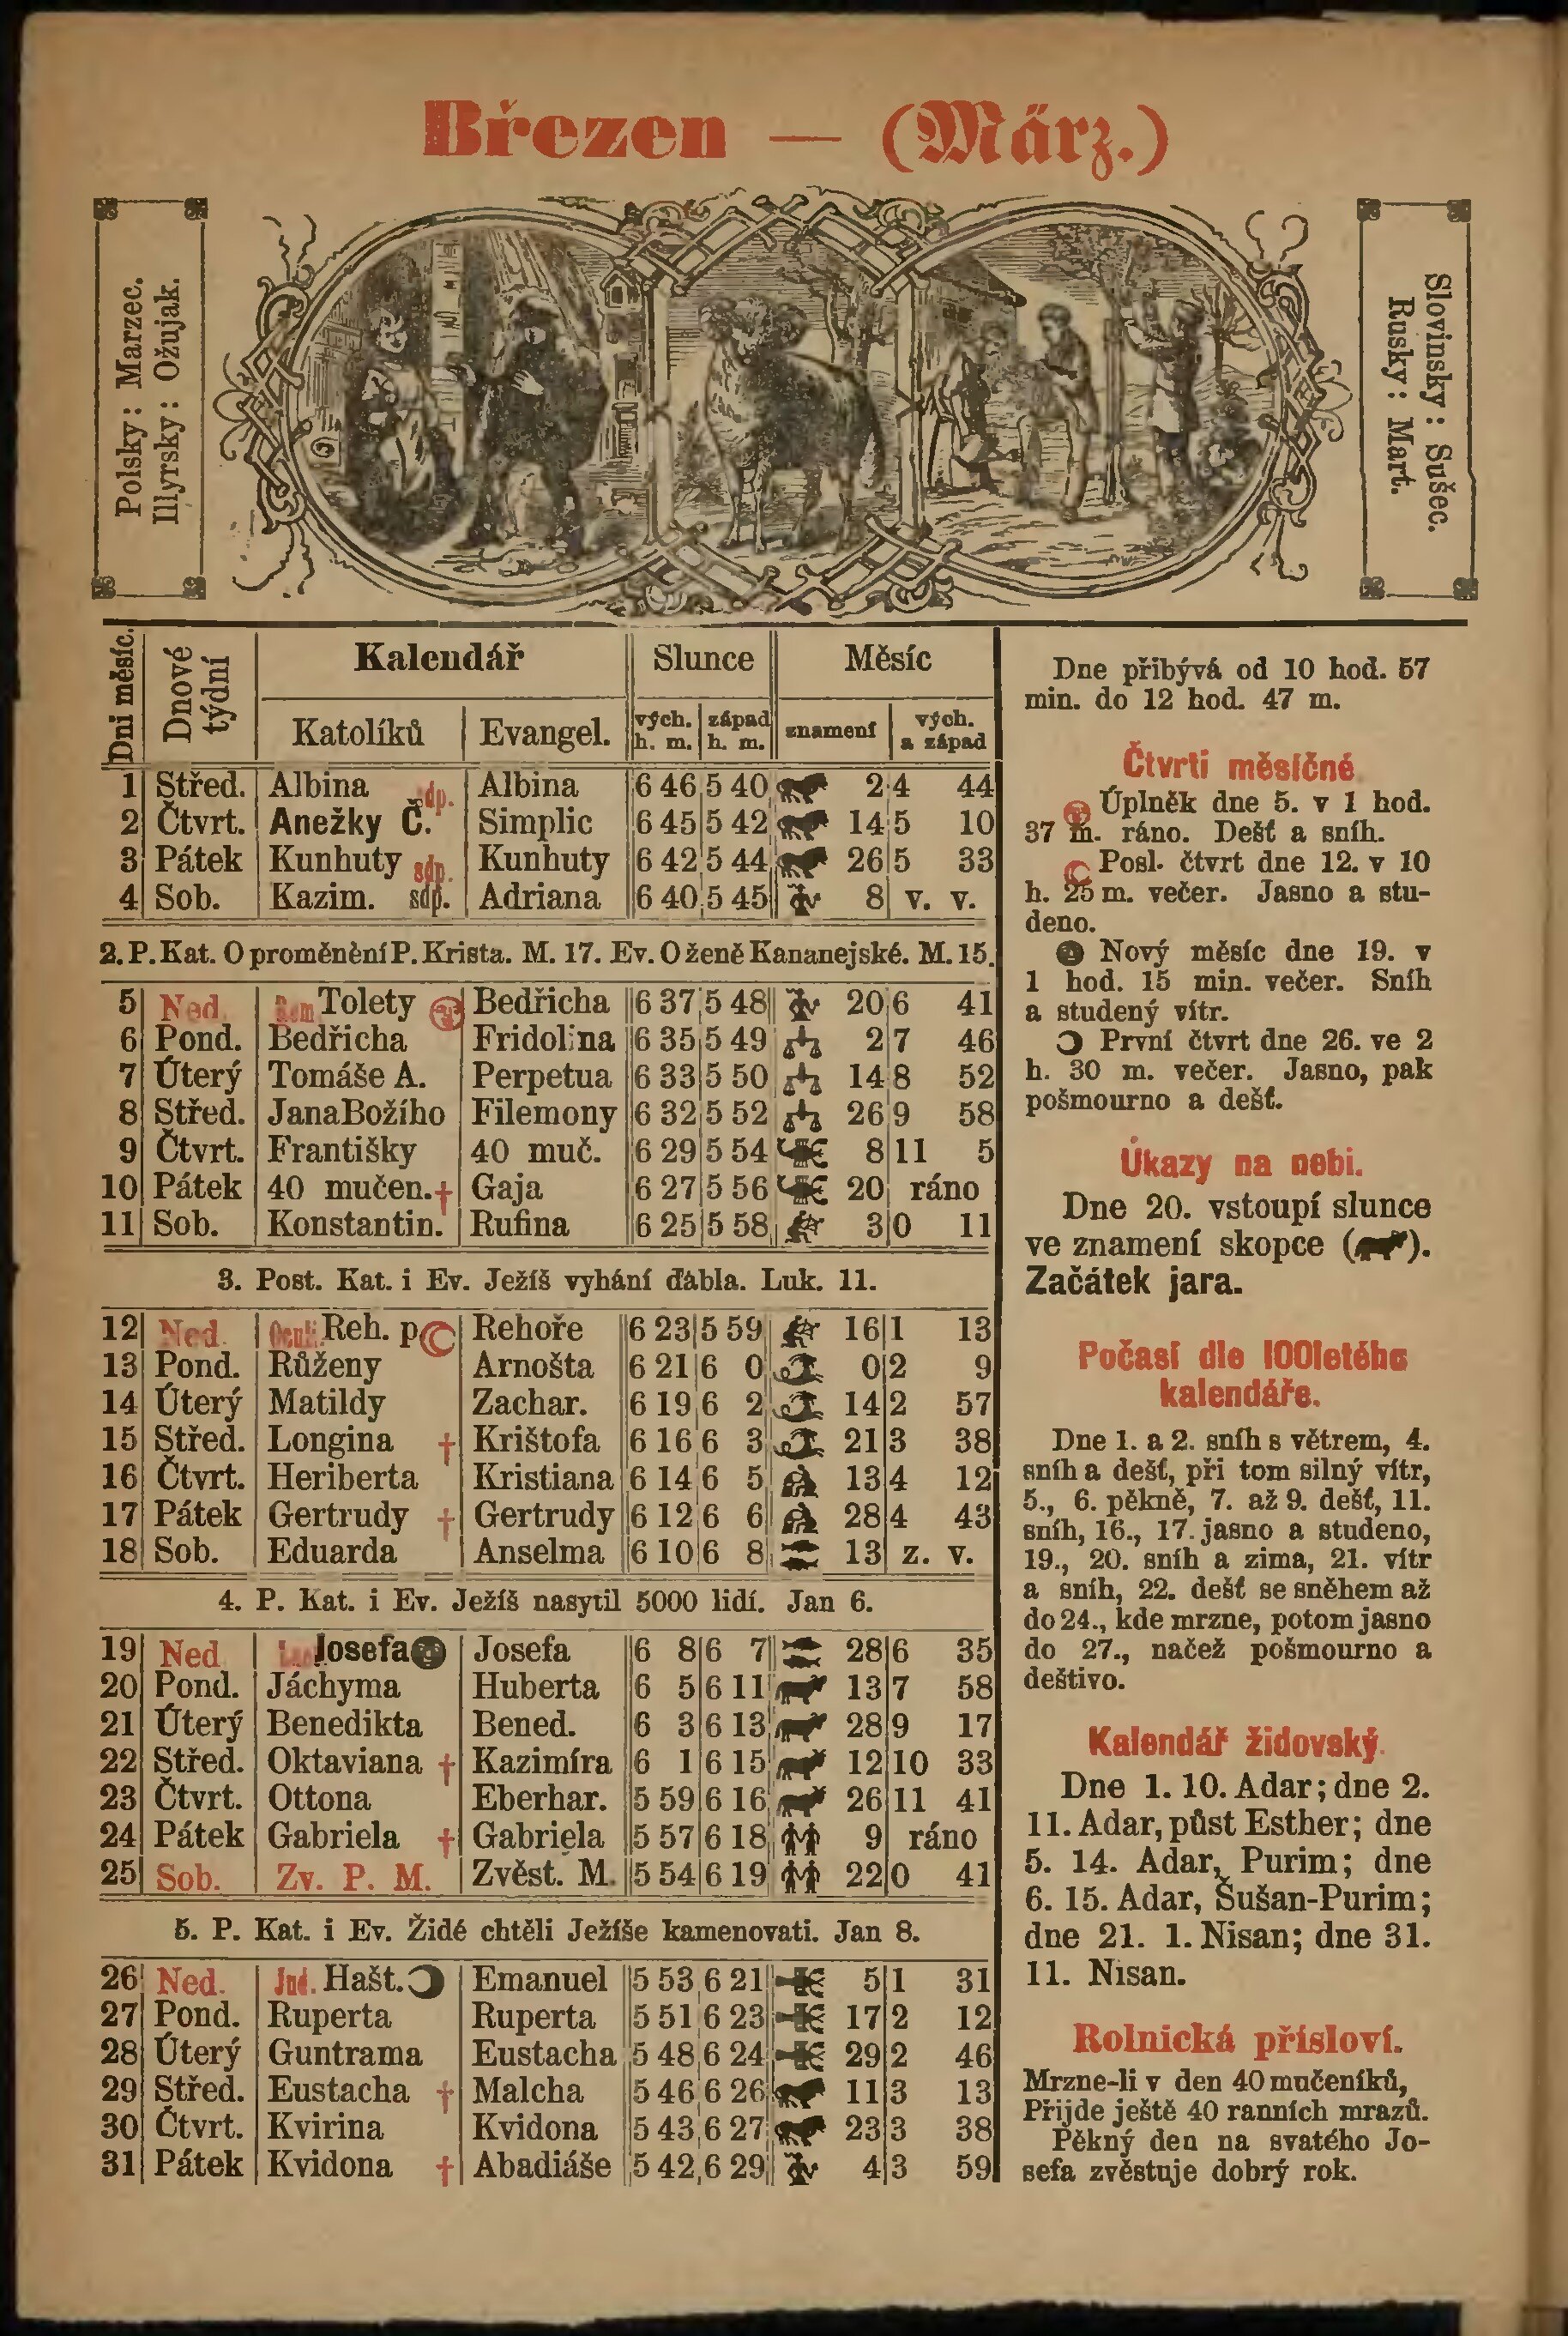 Březen — (März.)
Polsky: Marzec.
Illyrsky: Ožujak.
Slovinsky: Sušec.
Rusky: Mart.
Dni měsíc. Dnové týdní Kalendář Slunce Měsíc
Katolíků Evangel. vých. h. m. západ h. m. znamení vých. a západ
1 Střed. Albina sdp. Albina 6 46 5 40 2 4 44
2 Čtvrt. Anežky Č. Simplic 6 45 5 42 14 5 10
3 Pátek Kunhuty sdp. Kunhuty 6 42 5 44 26 5 33
4 Sob. Kazim. sdp. Adriana 6 40 5 45 8 v. v.
2. P. Kat. O proměnění P. Krista. M. 17. Ev. O ženě Kananejské. M. 15.
5 Ned. Rem Tolety Bedřicha 6 37 5 48 20 6 41
6 Pond. Bedřicha Fridolina 6 35 5 49 2 7 46
7 Úterý Tomáše A. Perpetua 6 33 5 50 14 8 52
8 Střed. Jana Božího Filemony 6 32 5 52 26 9 58
9 Čtvrt. Františky 40 muč. 6 29 5 54 8 11 5
10 Pátek 40 mučen. † Gaja 6 27 5 56 20 ráno
11 Sob. Konstantin. Rufina 6 25 5 58 3 0 11
3. Post. Kat. i Ev. Ježíš vyhání ďábla. Luk. 11.
12 Ned. Ocul. Reh. p Rehoře 6 23 5 59 16 1 13
13 Pond. Růženy Arnošta 6 21 6 0 0 2 9
14 Úterý Matildy Zachar. 6 19 6 2 14 2 57
15 Střed. Longina † Krištofa 6 16 6 3 21 3 38
16 Čtvrt. Heriberta Kristiana 6 14 6 5 13 4 12
17 Pátek Gertrudy † Gertrudy 6 12 6 6 28 4 43
18 Sob. Eduarda Anselma 6 10 6 8 13 z. v.
4. P. Kat. i Ev. Ježíš nasytil 5000 lidí. Jan 6.
19 Ned Josefa Josefa 6 8 6 7 28 6 35
20 Pond. Jáchyma Huberta 6 5 6 11 13 7 58
21 Úterý Benedikta Bened. 6 3 6 13 28 9 17
22 Střed. Oktaviana † Kazimíra 6 1 6 15 12 10 33
23 Čtvrt. Ottona Eberhar. 5 59 6 16 26 11 41
24 Pátek Gabriela † Gabriela 5 57 6 18 9 ráno
25 Sob. Zv. P. M. Zvěst. M. 5 54 6 19 22 0 41
5. P. Kat. i Ev. Židé chtěli Ježíše kamenovati. Jan 8.
26 Ned. Jud. Hašt. Emanuel 5 53 6 21 5 1 31
27 Pond. Ruperta Ruperta 5 51 6 23 17 2 12
28 Úterý Guntrama Eustacha 5 48 6 24 29 2 46
29 Střed. Eustacha † Malcha 5 46 6 26 11 3 13
30 Čtvrt. Kvirina Kvidona 5 43 6 27 23 3 38
31 Pátek Kvidona † Abadiáše 5 42 6 29 4 3 59
Dne přibývá od 10 hod. 57
min. do 12 hod. 47 m.
Čtvrti měsíčné
Úplněk dne 5. v 1 hod.
37 m. ráno. Dešť a sníh.
Posl. čtvrt dne 12. v 10
h. 25 m. večer. Jasno a stu-
deno.
Nový měsíc dne 19. v
1 hod. 15 min. večer. Sníh
a studený vítr.
První čtvrt dne 26. ve 2
h. 30 m. večer. Jasno, pak
pošmourno a dešť.
Úkazy na nebi.
Dne 20. vstoupí slunce
ve znamení skopce ( ).
Začátek jara.
Počasí dle 100letého
kalendáře.
Dne 1. a 2. sníh s větrem, 4.
sníh a dešť, při tom silný vítr,
5., 6. pěkně, 7. až 9. dešť, 11.
sníh, 16., 17. jasno a studeno,
19., 20. sníh a zima, 21. vítr
a sníh, 22. dešť se sněhem až
do 24., kde mrzne, potom jasno
do 27., načež pošmourno a
deštivo.
Kalendář židovský.
Dne 1. 10. Adar; dne 2.
11. Adar, půst Esther; dne
5. 14. Adar, Purim; dne
6. 15. Adar, Šušan-Purim;
dne 21. 1. Nisan; dne 31.
11. Nisan.
Rolnická přísloví.
Mrzne-li v den 40 mučeníků,
Přijde ještě 40 ranních mrazů.
Pěkný den na svatého Jo-
sefa zvěstuje dobrý rok.